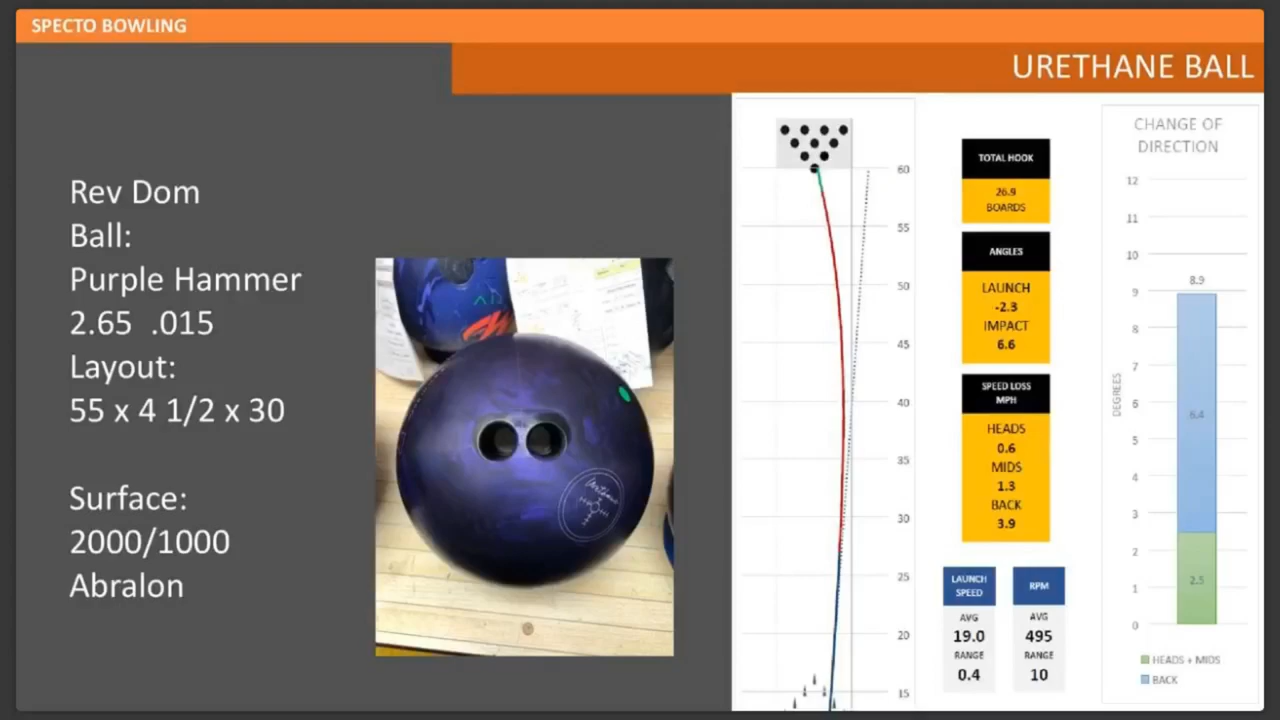 SPECTO BOWLING
URETHANE BALL
Rev Dom
Ball:
Purple Hammer
2.65 .015
Layout:
55 x 4 1/2 x 30
Surface:
2000/1000
Abralon
60
55
50
45
40
35
30
25
20
15
TOTAL HOOK
26.9
BOARDS
ANGLES
LAUNCH
-2.3
IMPACT
6.6
SPEED LOSS
MPH
HEADS
0.6
MIDS
1.3
BACK
3.9
LAUNCH
SPEED
AVG
19.0
RANGE
0.4
RPM
AVG
495
RANGE
10
CHANGE OF
DIRECTION
DEGREES
12
11
10
9
8
7
6
5
4
3
2
1
0
8.9
6.4
2.5
HEADS + MIDS
BACK